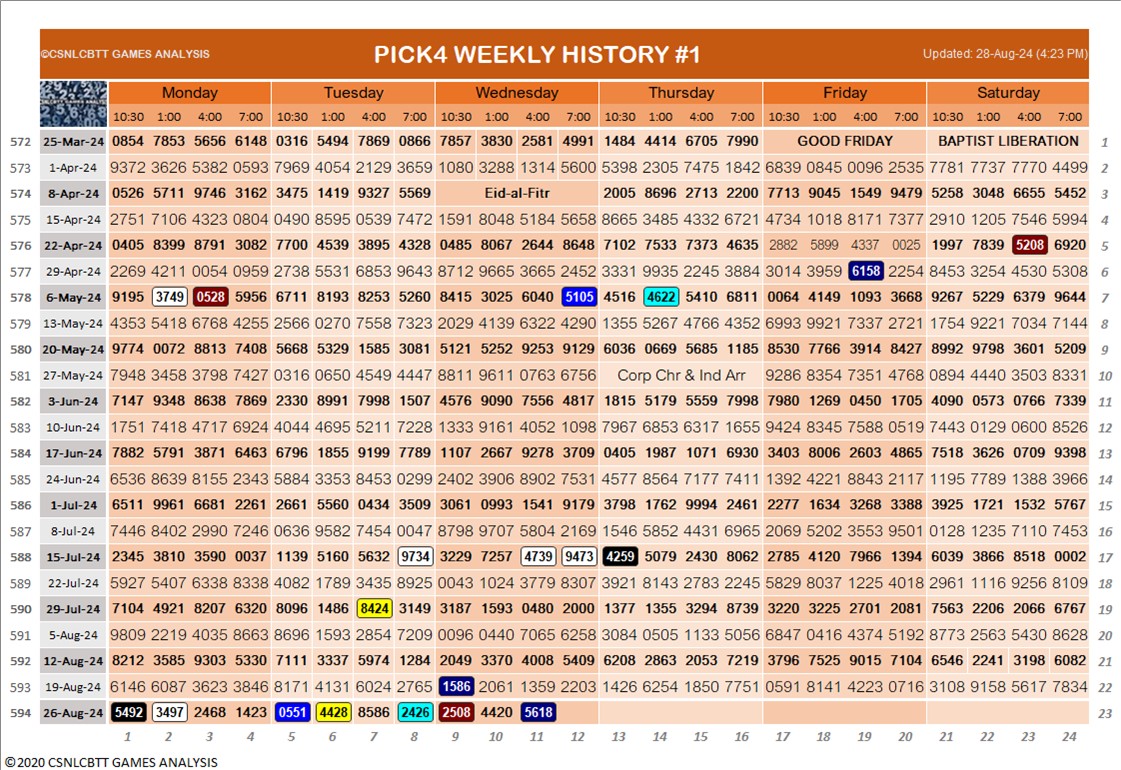 ©CSNLCBTT GAMES ANALYSIS PICK4 WEEKLY HISTORY #1 Updated: 28-Aug-24 (4:23 PM)
Monday Tuesday Wednesday Thursday Friday Saturday
10:30 1:00 4:00 7:00 10:30 1:00 4:00 7:00 10:30 1:00 4:00 7:00 10:30 1:00 4:00 7:00 10:30 1:00 4:00 7:00 10:30 1:00 4:00 7:00
572 25-Mar-24 0854 7853 5656 6148 0316 5494 7869 0866 7857 3830 2581 4991 1484 4414 6705 7990 GOOD FRIDAY BAPTIST LIBERATION 1
573 1-Apr-24 9372 3626 5382 0593 7969 4054 2129 3659 1080 3288 1314 5600 5398 2305 7475 1842 6839 0845 0096 2535 7781 7737 7770 4499 2
574 8-Apr-24 0526 5711 9746 3162 3475 1419 9327 5569 Eid-al-Fitr 2005 8696 2713 2200 7713 9045 1549 9479 5258 3048 6655 5452 3
575 15-Apr-24 2751 7106 4323 0804 0490 8595 0539 7472 1591 8048 5184 5658 8665 3485 4332 6721 4734 1018 8171 7377 2910 1205 7546 5994 4
576 22-Apr-24 0405 8399 8791 3082 7700 4539 3895 4328 0485 8067 2644 8648 7102 7533 7373 4635 2882 5899 4337 0025 1997 7839 5208 6920 5
577 29-Apr-24 2269 4211 0054 0959 2738 5531 6853 9643 8712 9665 3665 2452 3331 9935 2245 3884 3014 3959 6158 2254 8453 3254 4530 5308 6
578 6-May-24 9195 3749 0528 5956 6711 8193 8253 5260 8415 3025 6040 5105 4516 4622 5410 6811 0064 4149 1093 3668 9267 5229 6379 9644 7
579 13-May-24 4353 5418 6768 4255 2566 0270 7558 7323 2029 4139 6322 4290 1355 5267 4766 4352 6993 9921 7337 2721 1754 9221 7034 7144 8
580 20-May-24 9774 0072 8813 7408 5668 5329 1585 3081 5121 5252 9253 9129 6036 0669 5685 1185 8530 7766 3914 8427 8992 9798 3601 5209 9
581 27-May-24 7948 3458 3798 7427 0316 0650 4549 4447 8811 9611 0763 6756 Corp Chr & Ind Arr 9286 8354 7351 4768 0894 4440 3503 8331 10
582 3-Jun-24 7147 9348 8638 7869 2330 8991 7998 1507 4576 9090 7556 4817 1815 5179 5559 7998 7980 1269 0450 1705 4090 0573 0766 7339 11
583 10-Jun-24 1751 7418 4717 6924 4044 4695 5211 7228 1333 9161 4052 1098 7967 6853 6317 1655 9424 8345 7588 0519 7443 0129 0600 8526 12
584 17-Jun-24 7882 5791 3871 6463 6796 1855 9199 7789 1107 2667 9278 3709 0405 1987 1071 6930 3403 8006 2603 4865 7518 3626 0709 9398 13
585 24-Jun-24 6536 8639 8155 2343 5884 3353 8453 0299 2402 3906 8902 7531 4577 8564 7177 7411 1392 4221 8843 2117 1195 7789 1388 3966 14
586 1-Jul-24 6511 9961 6681 2261 2661 5560 0434 3509 3061 0993 1541 9179 3798 1762 9994 2461 2277 1634 3268 3388 3925 1721 1532 5767 15
587 8-Jul-24 7446 8402 2990 7246 0636 9582 7454 0047 8798 9707 5804 2169 1546 5852 4431 6965 2069 5202 3553 9501 0128 1235 7110 7453 16
588 15-Jul-24 2345 3810 3590 0037 1139 5160 5632 9734 3229 7257 4739 9473 4259 5079 2430 8062 2785 4120 7966 1394 6039 3866 8518 0002 17
589 22-Jul-24 5927 5407 6338 8338 4082 1789 3435 8925 0043 1024 3779 8307 3921 8143 2783 2245 5829 8037 1225 4018 2961 1116 9256 8109 18
590 29-Jul-24 7104 4921 8207 6320 8096 1486 8424 3149 3187 1593 0480 2000 1377 1355 3294 8739 3220 3225 2701 2081 7563 2206 2066 6767 19
591 5-Aug-24 9809 2219 4035 8663 8696 1593 2854 7209 0096 0440 7065 6258 3084 0505 1133 5056 6847 0416 4374 5192 8773 2563 5430 8628 20
592 12-Aug-24 8212 3585 9303 5330 7111 3337 5974 1284 2049 3370 4008 5409 6208 2863 2053 7219 3796 7525 9015 7104 6546 2241 3198 6082 21
593 19-Aug-24 6146 6087 3623 3846 8171 4131 6024 2765 1586 2061 1359 2203 1426 6254 1850 7751 0591 8141 4223 0716 3108 9158 5617 7834 22
594 26-Aug-24 5492 3497 2468 1423 0551 4428 8586 2426 2508 4420 5618 23
1 2 3 4 5 6 7 8 9 10 11 12 13 14 15 16 17 18 19 20 21 22 23 24
©2020 CSNLCBTT GAMES ANALYSIS